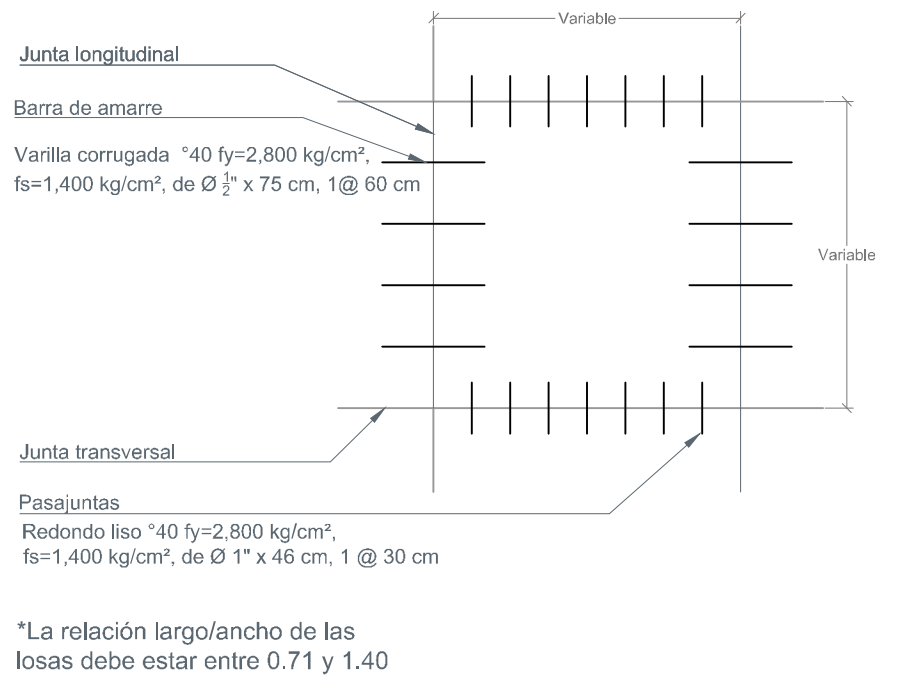 Variable
Junta longitudinal
Barra de amarre
Varilla corrugada °40 fy=2,800 kg/cm²,
fs=1,400 kg/cm², de Ø ½" x 75 cm, 1@ 60 cm
Variable
Junta transversal
Pasajuntas
Redondo liso °40 fy=2,800 kg/cm²,
fs=1,400 kg/cm², de Ø 1" x 46 cm, 1 @ 30 cm
*La relación largo/ancho de las
losas debe estar entre 0.71 y 1.40